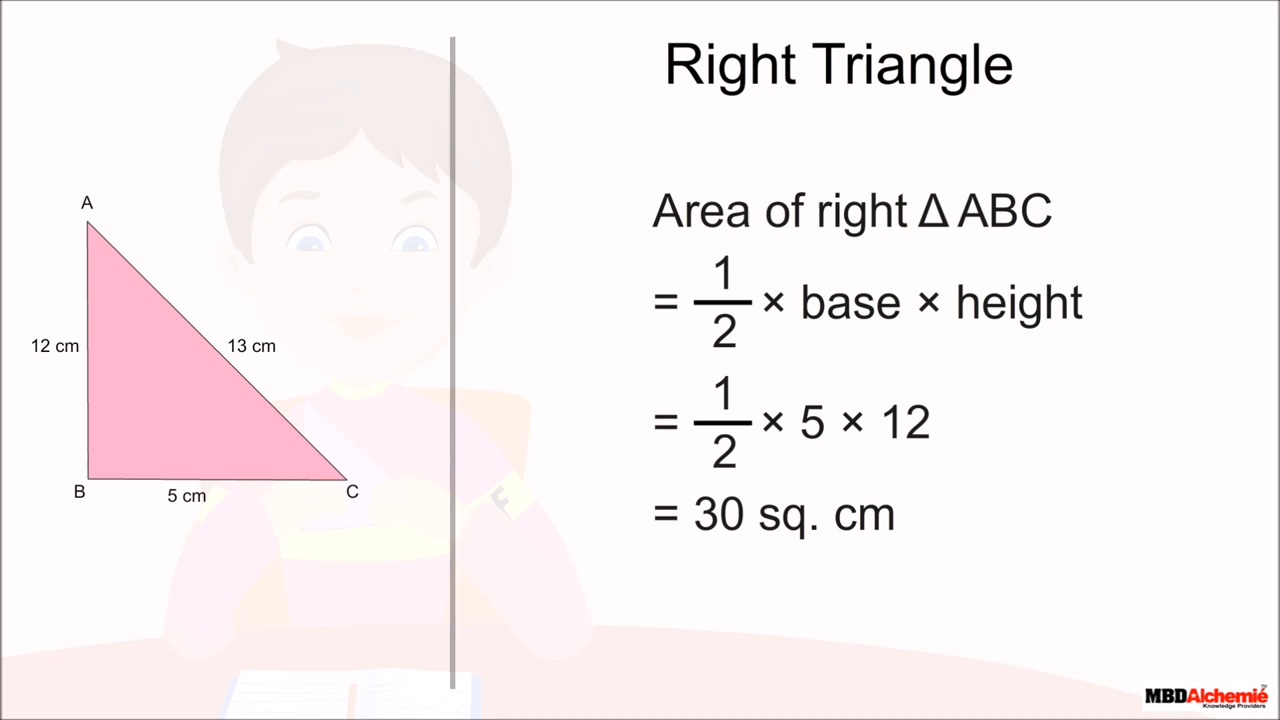 Right Triangle
A
12 cm
13 cm
B
5 cm
C
Area of right Δ ABC
= 1/2 × base × height
= 1/2 × 5 × 12
= 30 sq. cm
F
MBDAlchemié
Knowledge Providers